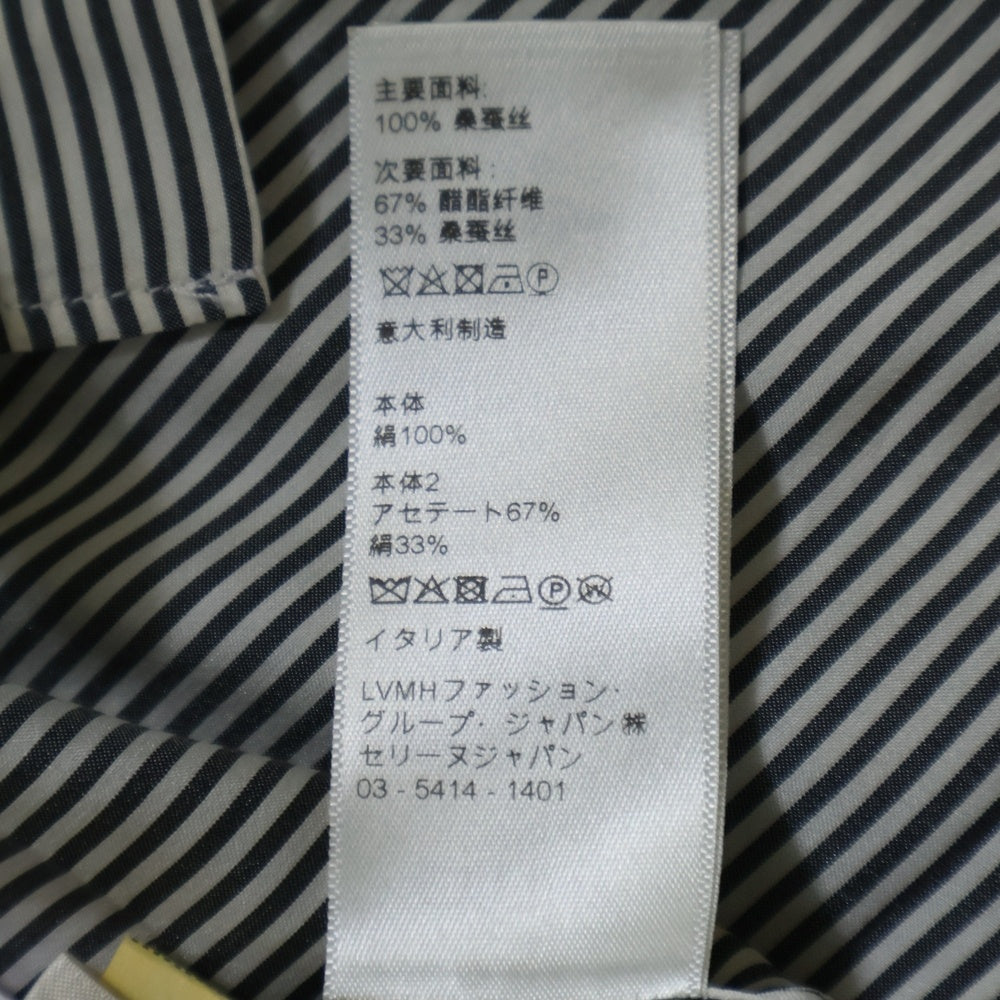 主要面料:
100% 桑蚕丝
次要面料:
67% 醋酯纤维
33% 桑蚕丝
P
意大利制造
本体
絹100%
本体2
アセテート67%
絹33%
P W
イタリア製
LVMHファッション・
グループ・ジャパン㈱
セリーヌジャパン
03 - 5414 - 1401